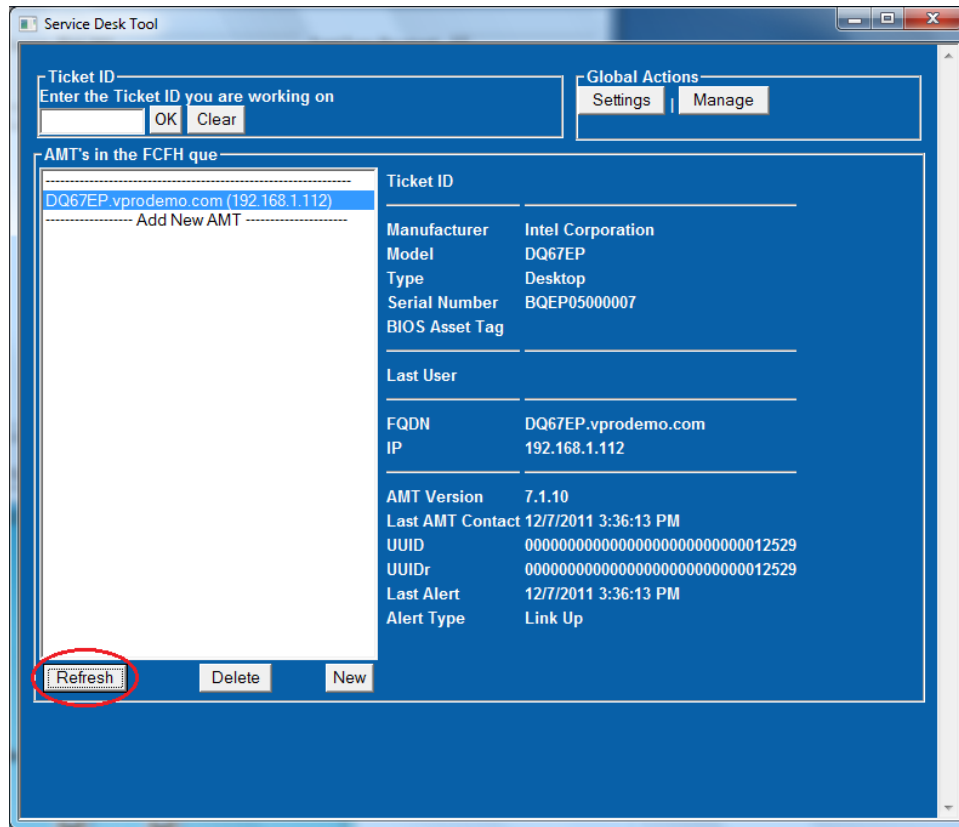 Service Desk Tool
Ticket ID
Enter the Ticket ID you are working on
OK Clear
Global Actions
Settings | Manage
AMT's in the FCFH que
DQ67EP.vprodemo.com (192.168.1.112)
------------------ Add New AMT ---------------------
Ticket ID
Manufacturer Intel Corporation
Model DQ67EP
Type Desktop
Serial Number BQEP05000007
BIOS Asset Tag
Last User
FQDN DQ67EP.vprodemo.com
IP 192.168.1.112
AMT Version 7.1.10
Last AMT Contact 12/7/2011 3:36:13 PM
UUID 00000000000000000000000000012529
UUIDr 00000000000000000000000000012529
Last Alert 12/7/2011 3:36:13 PM
Alert Type Link Up
Refresh Delete New